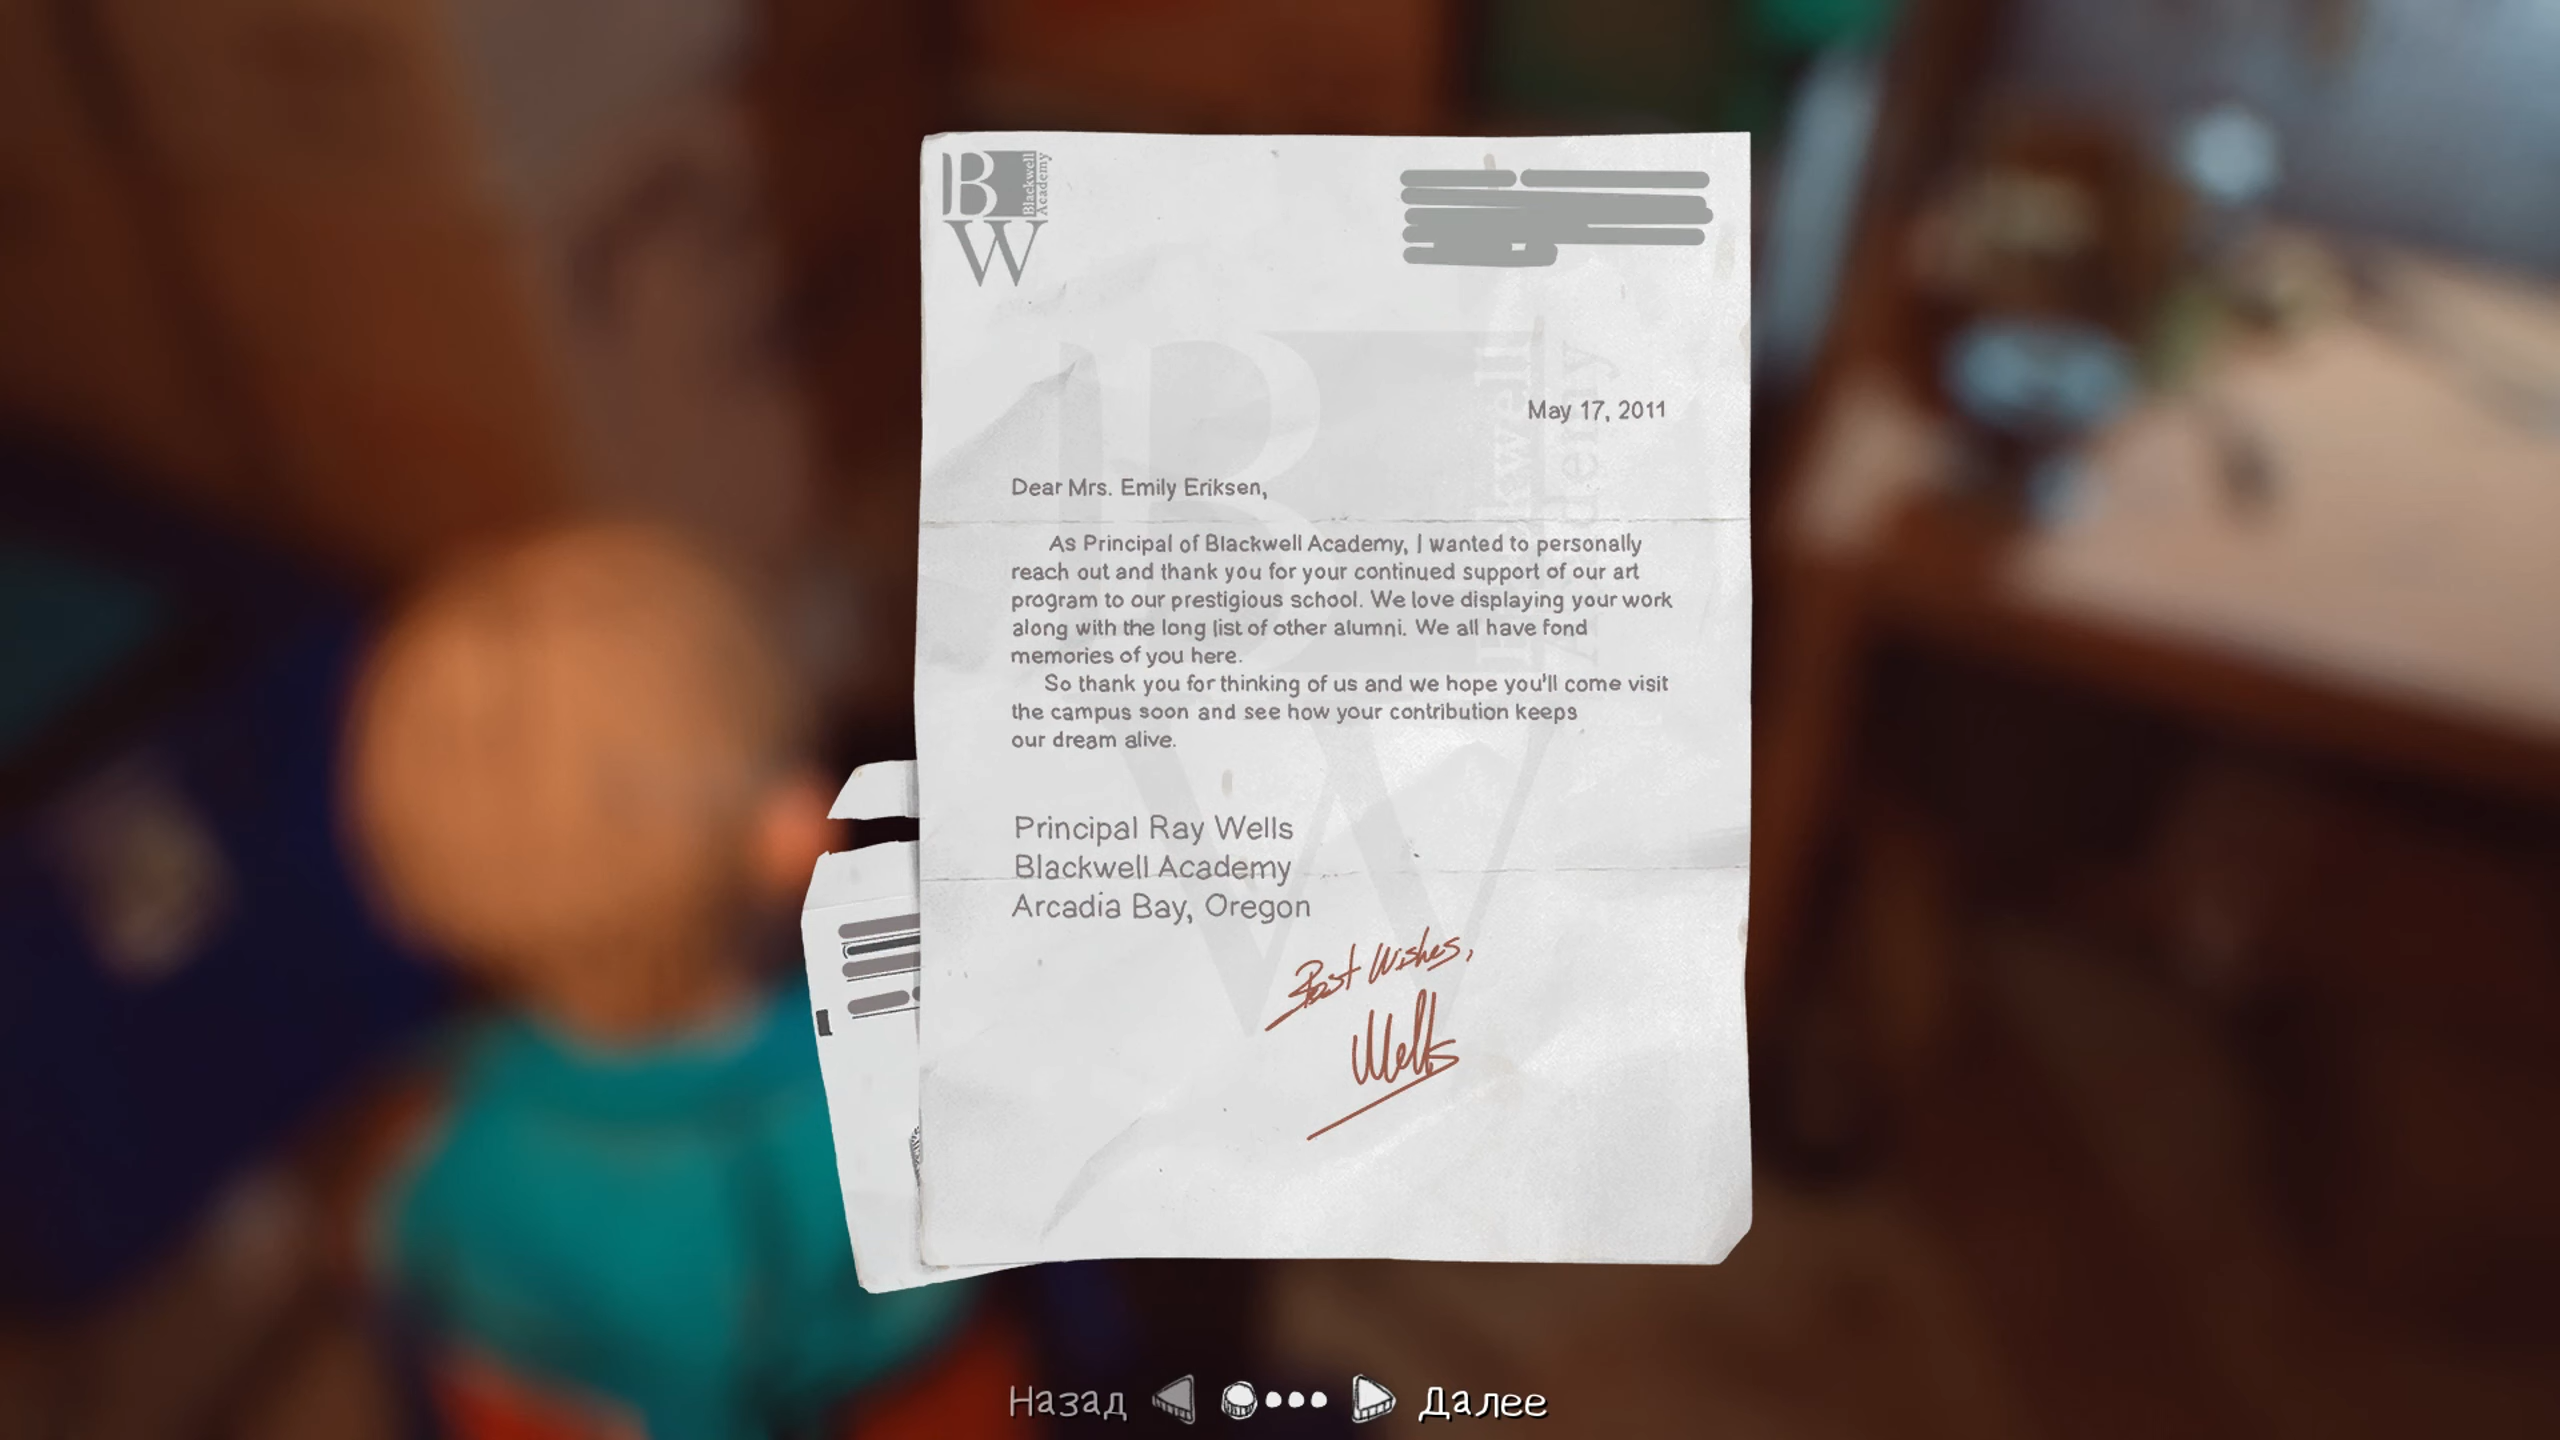 B
Blackwell
Academy
W
May 17, 2011
Dear Mrs. Emily Eriksen,
As Principal of Blackwell Academy, I wanted to personally
reach out and thank you for your continued support of our art
program to our prestigious school. We love displaying your work
along with the long list of other alumni. We all have fond
memories of you here.
So thank you for thinking of us and we hope you'll come visit
the campus soon and see how your contribution keeps
our dream alive.
Principal Ray Wells
Blackwell Academy
Arcadia Bay, Oregon
Best Wishes,
Wells
Назад
Далее